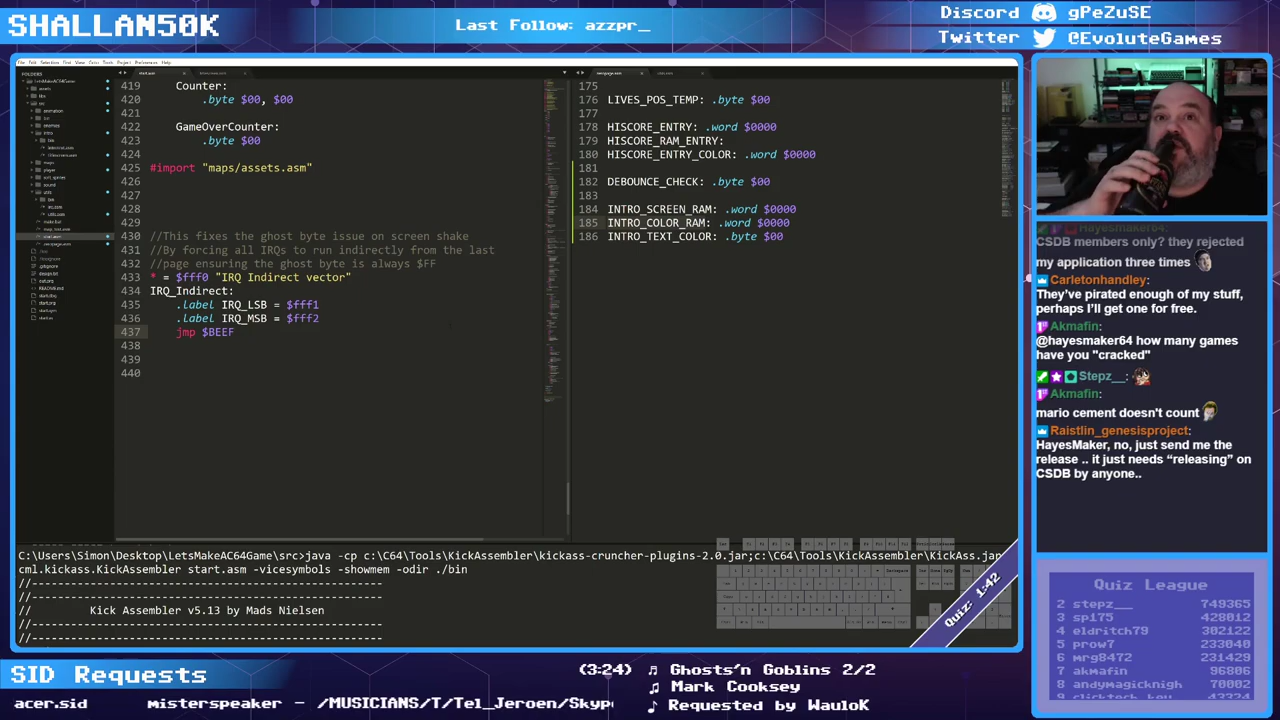 SHALLAN50K
Last Follow: azzpr_
Discord gPeZuSE
Twitter @EvoluteGames
FOLDERS
419 Counter:
420 .byte $00, $00
421
422 GameOverCounter:
423 .byte $00
424
425 #import "maps/assets.asm"
426
427
428
429
430 //This fixes the ghost byte issue on screen shake
431 //By forcing all IRQs to run indirectly from the last
432 //page ensuring the ghost byte is always $FF
433 * = $fff0 "IRQ Indirect vector"
434 IRQ_Indirect:
435 .label IRQ_LSB = $fff1
436 .label IRQ_MSB = $fff2
437 jmp $BEEF
438
439
440
175
176 LIVES_POS_TEMP: .byte $00
177
178 HISCORE_ENTRY: .word $0000
179 HISCORE_RAM_ENTRY:
180 HISCORE_ENTRY_COLOR: .word $0000
181
182 DEBOUNCE_CHECK: .byte $00
183
184 INTRO_SCREEN_RAM: .word $0000
185 INTRO_COLOR_RAM: .word $0000
186 INTRO_TEXT_COLOR: .byte $00
C:\Users\Simon\Desktop\LetsMakeAC64Game\src>java -cp c:\C64\Tools\KickAssembler\kickass-cruncher-plugins-2.0.jar;c:\C64\Tools\KickAssembler/KickAss.jar
cml.kickass.KickAssembler start.asm -vicesymbols -showmem -odir ./bin
//------------------------------------------------------
//------------------------------------------------------
// Kick Assembler v5.13 by Mads Nielsen
//------------------------------------------------------
//------------------------------------------------------
Quiz: 1:42
Hayesmaker64:
CSDB members only? they rejected
my application three times
Carletonhandley:
They've pirated enough of my stuff,
perhaps I'll get one for free.
Akmafin:
@hayesmaker64 how many games
have you "cracked"
Stepz__:
Akmafin:
mario cement doesn't count
Raistlin_genesisproject:
HayesMaker, no, just send me the
release .. it just needs "releasing" on
CSDB by anyone..
Quiz League
2 stepz__ 749365
3 sp175 428012
4 eldritch79 302122
5 prow7 233040
6 mrg8472 231429
7 akmafin 96806
8 andymagicknigh 70002
SID Requests
acer.sid misterspeaker - /MUSICians/T/Tel_Jeroen/Skyp
(3:24) Ghosts'n Goblins 2/2
Mark Cooksey
Requested by WauloK